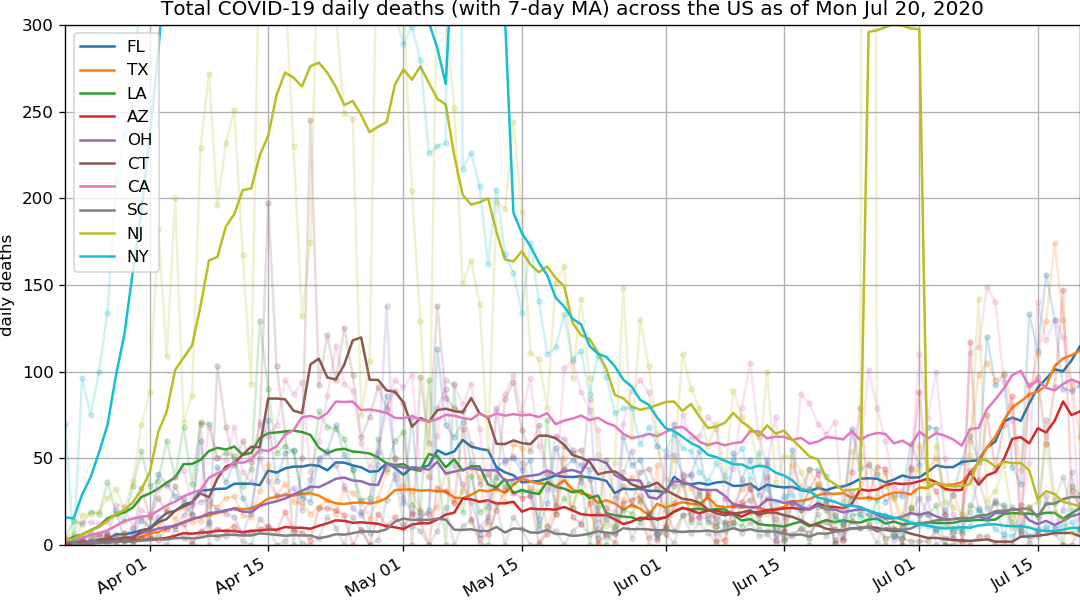 Total COVID-19 daily deaths (with 7-day MA) across the US as of Mon Jul 20, 2020
300
250
200
150
100
50
0
daily deaths
FL
TX
LA
AZ
OH
CT
CA
SC
NJ
NY
Apr 01
Apr 15
May 01
May 15
Jun 01
Jun 15
Jul 01
Jul 15